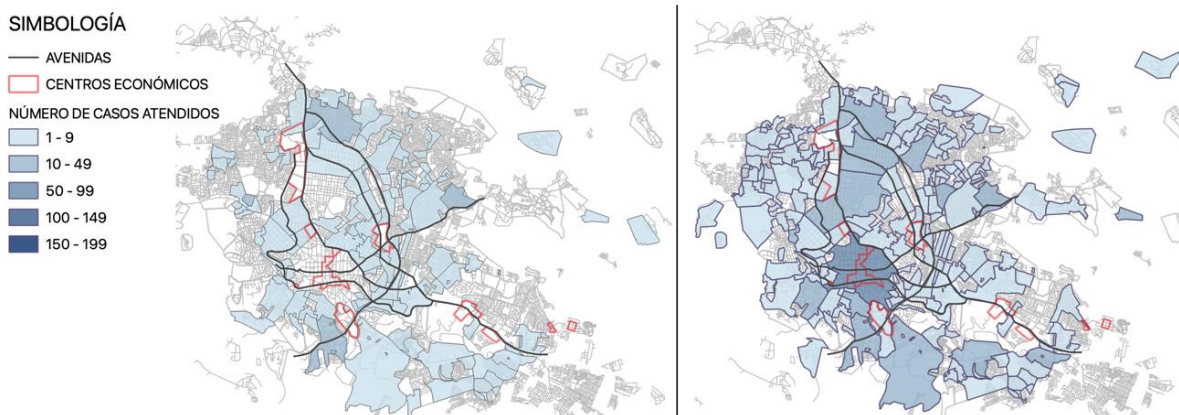 SIMBOLOGÍA
AVENIDAS
CENTROS ECONÓMICOS
NÚMERO DE CASOS ATENDIDOS
1 - 9
10 - 49
50 - 99
100 - 149
150 - 199